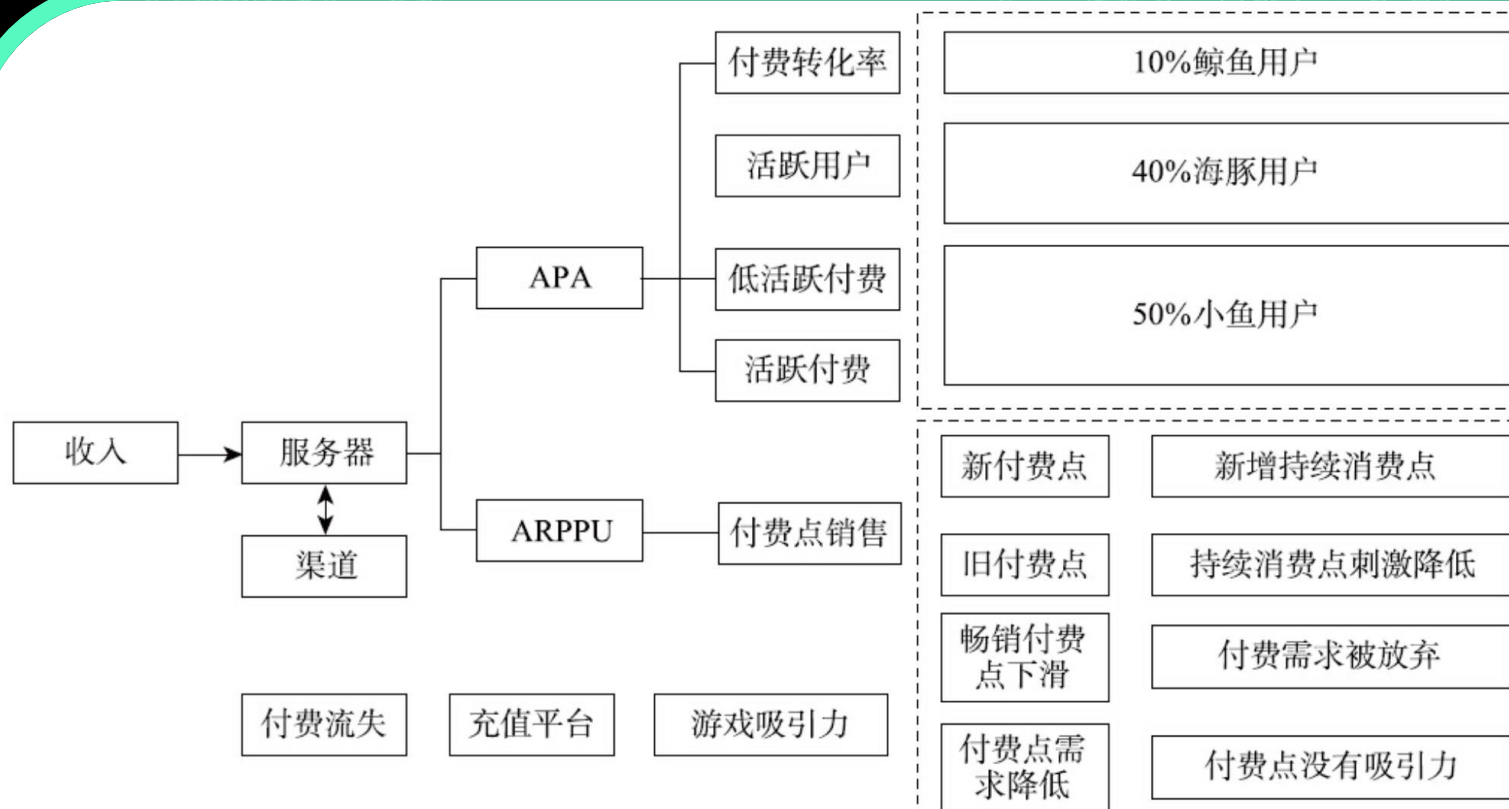 付费转化率
10%鲸鱼用户
活跃用户
40%海豚用户
APA
低活跃付费
50%小鱼用户
活跃付费
收入
服务器
新付费点
新增持续消费点
ARPPU
付费点销售
渠道
旧付费点
持续消费点刺激降低
畅销付费
点下滑
付费需求被放弃
付费流失
充值平台
游戏吸引力
付费点需
求降低
付费点没有吸引力